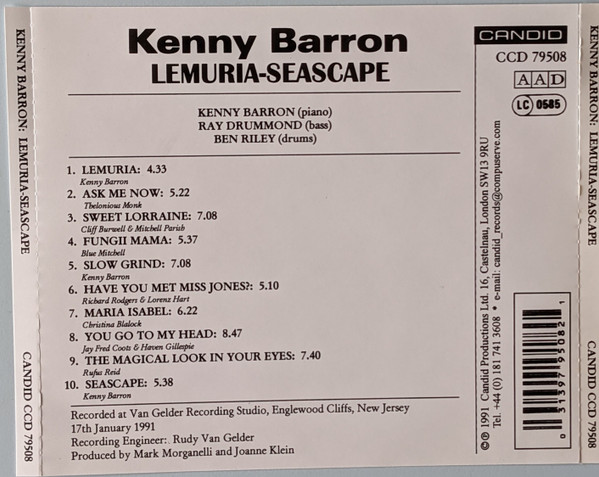 Kenny Barron
LEMURIA-SEASCAPE
KENNY BARRON (piano)
RAY DRUMMOND (bass)
BEN RILEY (drums)
1. LEMURIA: 4.33
Kenny Barron
2. ASK ME NOW: 5.22
Thelonious Monk
3. SWEET LORRAINE: 7.08
Cliff Burwell & Mitchell Parish
4. FUNGII MAMA: 5.37
Blue Mitchell
5. SLOW GRIND: 7.08
Kenny Barron
6. HAVE YOU MET MISS JONES?: 5.10
Richard Rodgers & Lorenz Hart
7. MARIA ISABEL: 6.22
Christina Blalock
8. YOU GO TO MY HEAD: 8.47
Jay Fred Coots & Haven Gillespie
9. THE MAGICAL LOOK IN YOUR EYES: 7.40
Rufus Reid
10. SEASCAPE: 5.38
Kenny Barron
Recorded at Van Gelder Recording Studio, Englewood Cliffs, New Jersey
17th January 1991
Recording Engineer: Rudy Van Gelder
Produced by Mark Morganelli and Joanne Klein
CANDID
CCD 79508
AAD
LC 0585
©℗ 1991 Candid Productions Ltd. 16, Castelnau, London SW13 9RU
Tel. +44 (0) 181 741 3608 * e-mail: candid_records@compuserve.com
0 31397 95082 1
KENNY BARRON: LEMURIA-SEASCAPE
CANDID CCD 79508
KENNY BARRON: LEMURIA-SEASCAPE
CANDID CCD 79508